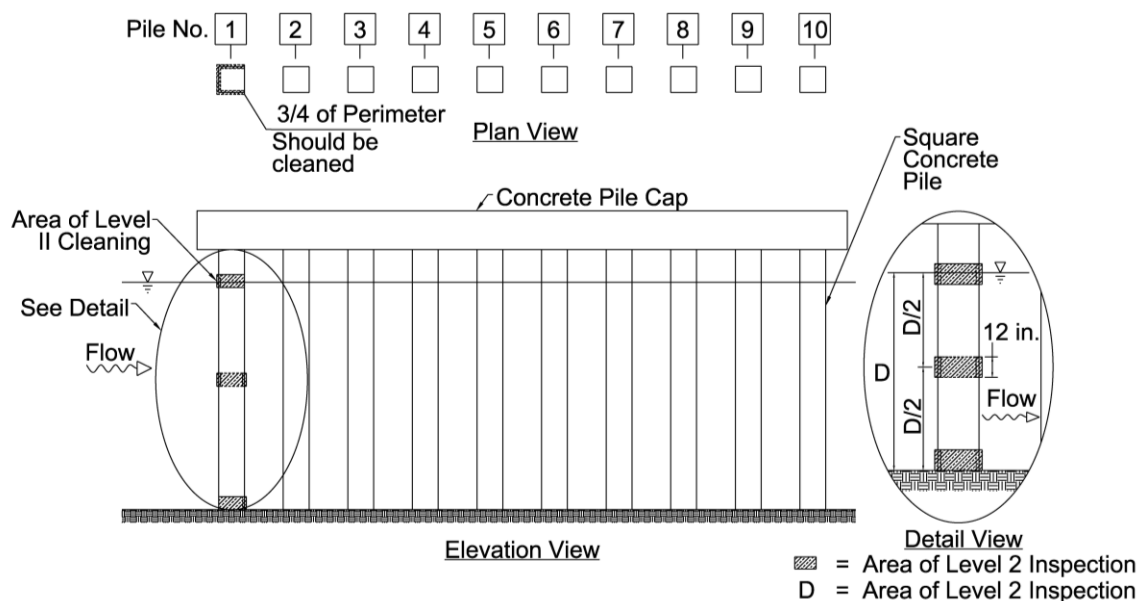 Pile No. 1 2 3 4 5 6 7 8 9 10
3/4 of Perimeter
Should be
cleaned
Plan View
Square
Concrete
Pile
Concrete Pile Cap
Area of Level
II Cleaning
See Detail
Flow
Elevation View
D
D/2
D/2
12 in.
Flow
Detail View
= Area of Level 2 Inspection
D = Area of Level 2 Inspection